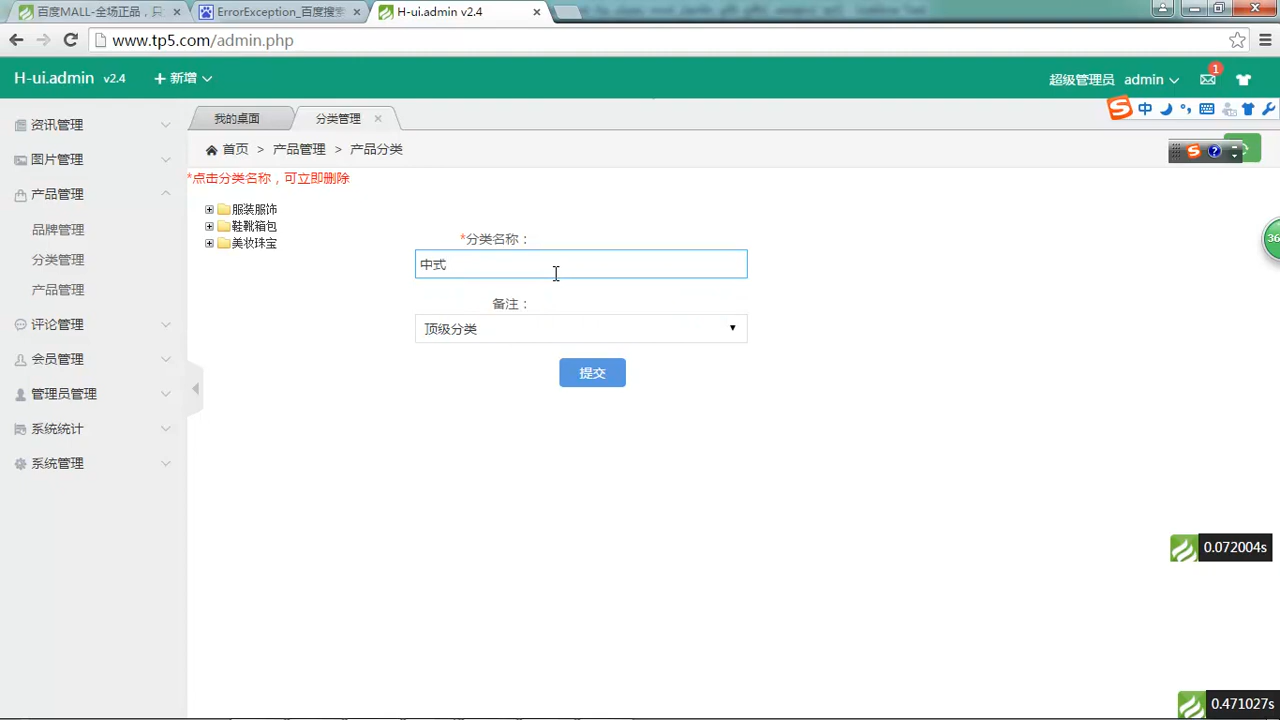 百度MALL-全场正品，只
ErrorException_百度搜索
H-ui.admin v2.4
www.tp5.com/admin.php
H-ui.admin v2.4
新增
超级管理员 admin
1
资讯管理
图片管理
产品管理
品牌管理
分类管理
产品管理
评论管理
会员管理
管理员管理
系统统计
系统管理
我的桌面
分类管理
中
首页 > 产品管理 > 产品分类
*点击分类名称，可立即删除
服装服饰
鞋靴箱包
美妆珠宝
*分类名称：
中式
备注：
顶级分类
提交
36
0.072004s
0.471027s